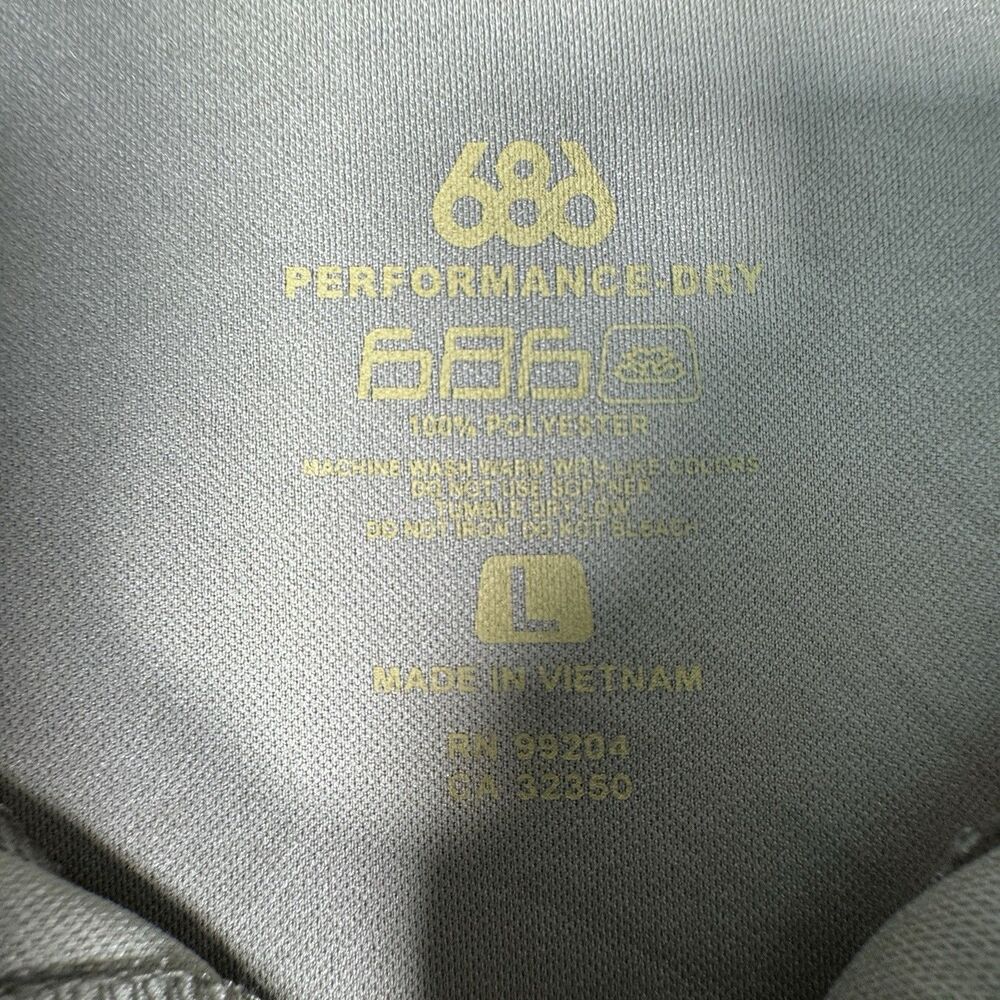 686
PERFORMANCE-DRY
686
100% POLYESTER
MACHINE WASH WARM WITH LIKE COLORS
DO NOT USE SOFTNER
TUMBLE DRY LOW
DO NOT IRON DO NOT BLEACH
L
MADE IN VIETNAM
RN 99204
CA 32350